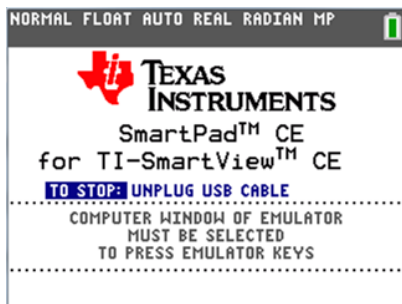 NORMAL FLOAT AUTO REAL RADIAN MP
TEXAS
INSTRUMENTS
SmartPad™ CE
for TI-SmartView™ CE
TO STOP: UNPLUG USB CABLE
COMPUTER WINDOW OF EMULATOR
MUST BE SELECTED
TO PRESS EMULATOR KEYS